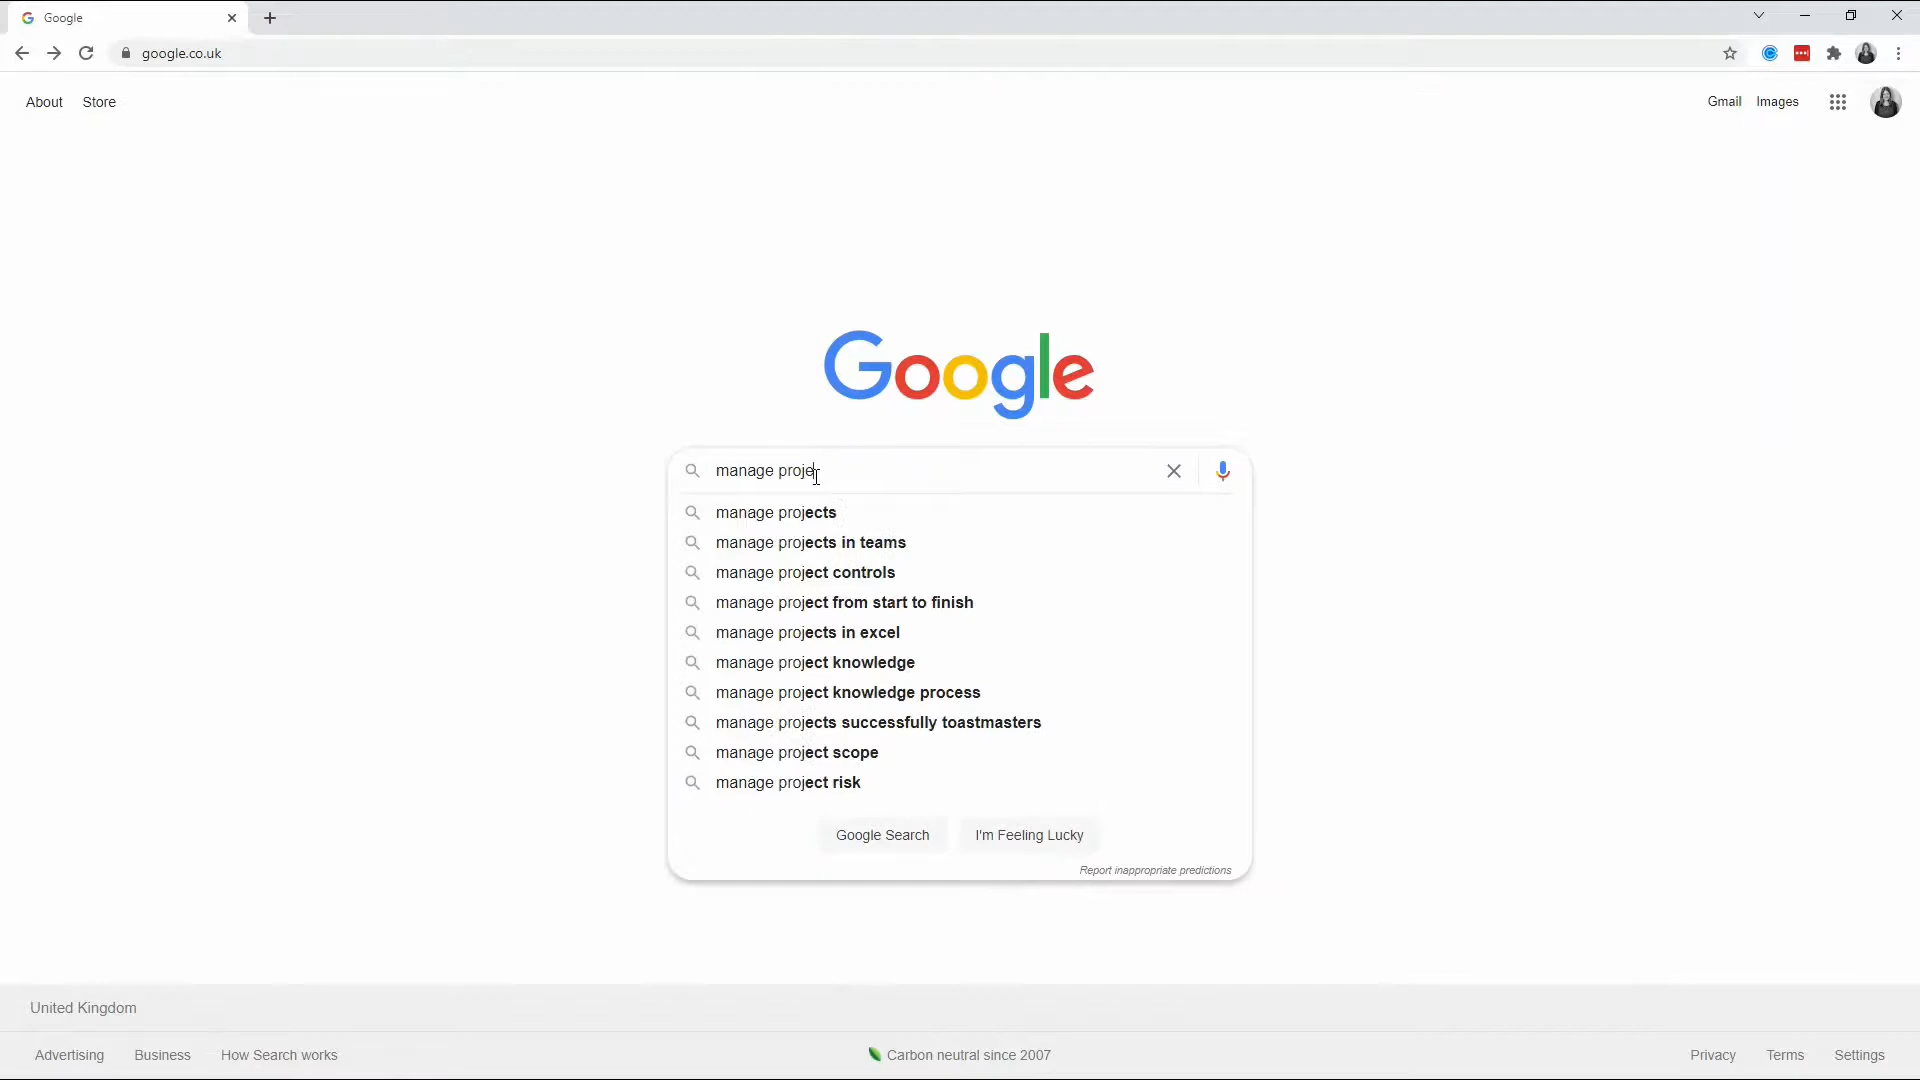 Google
google.co.uk
About Store
Gmail Images
Google
manage proje
manage projects
manage projects in teams
manage project controls
manage project from start to finish
manage projects in excel
manage project knowledge
manage project knowledge process
manage projects successfully toastmasters
manage project scope
manage project risk
Google Search I'm Feeling Lucky
Report inappropriate predictions
United Kingdom
Advertising Business How Search works Carbon neutral since 2007 Privacy Terms Settings